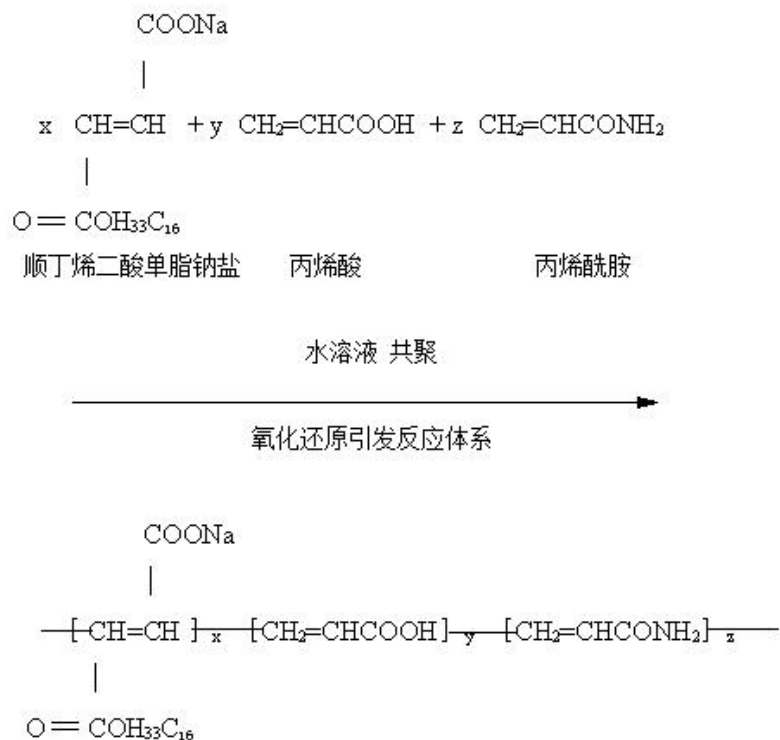 COONa
|
x CH=CH + y CH₂=CHCOOH + z CH₂=CHCONH₂
|
O═ COH₃₃C₁₆
顺丁烯二酸单脂钠盐 丙烯酸 丙烯酰胺
水溶液 共聚
氧化还原引发反应体系
COONa
|
—[CH=CH]—x—[CH₂=CHCOOH]—y—[CH₂=CHCONH₂]—z—
|
O═ COH₃₃C₁₆